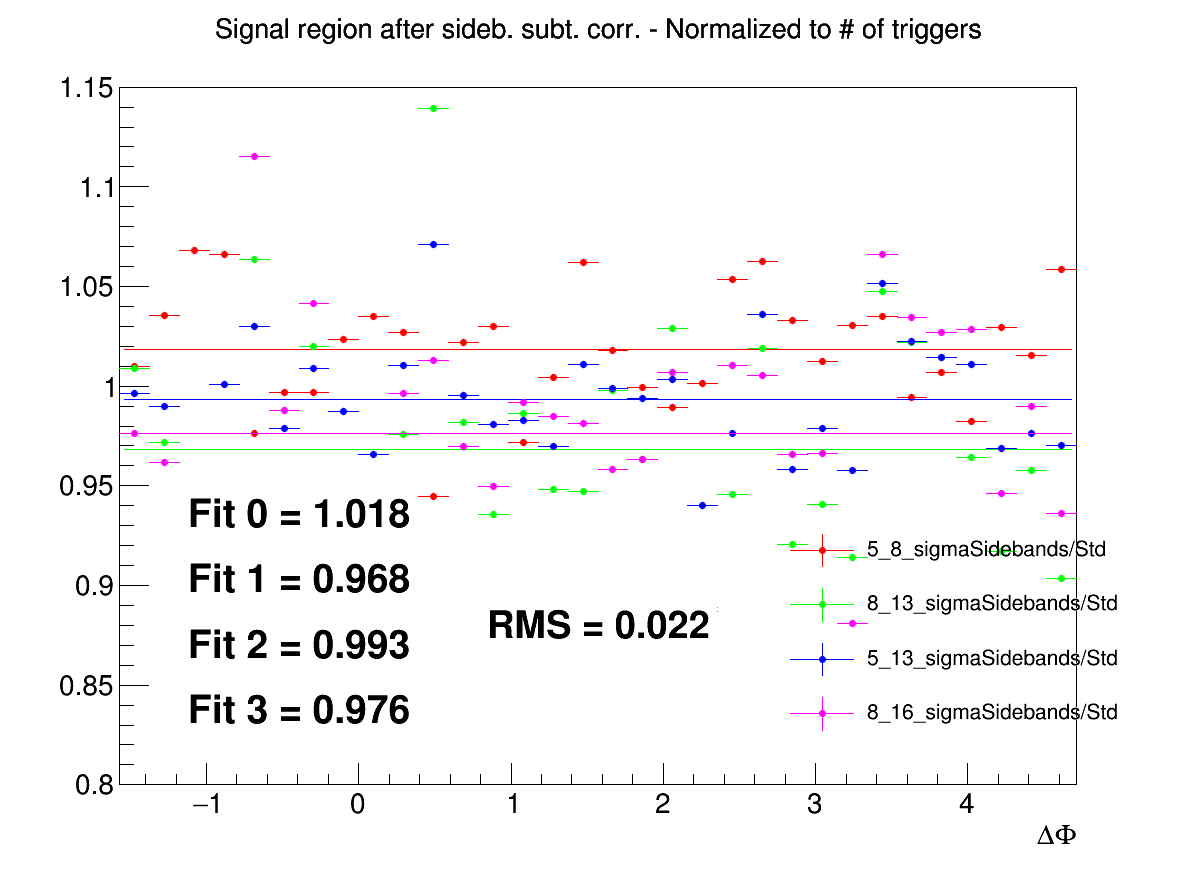 Signal region after sideb. subt. corr. - Normalized to # of triggers
1.15
1.1
1.05
1
0.95
0.9
0.85
0.8
Fit 0 = 1.018
Fit 1 = 0.968
Fit 2 = 0.993
Fit 3 = 0.976
RMS = 0.022
5_8_sigmaSidebands/Std
8_13_sigmaSidebands/Std
5_13_sigmaSidebands/Std
8_16_sigmaSidebands/Std
−1 0 1 2 3 4
ΔΦ